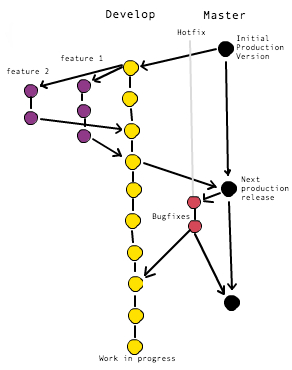 Develop
Master
Hotfix
Initial
Production
Version
feature 1
feature 2
Next
production
release
Bugfixes
Work in progress